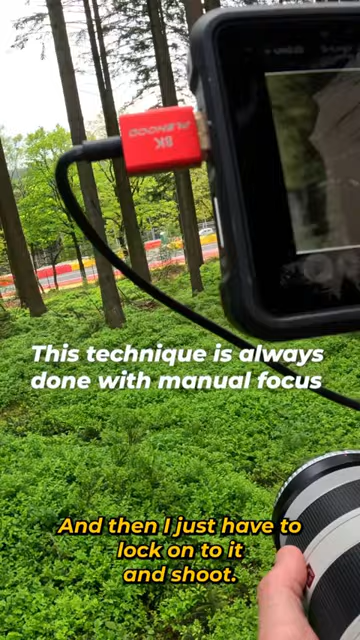 8K
PLENOOD
This technique is always
done with manual focus
And then I just have to
lock on to it
and shoot.